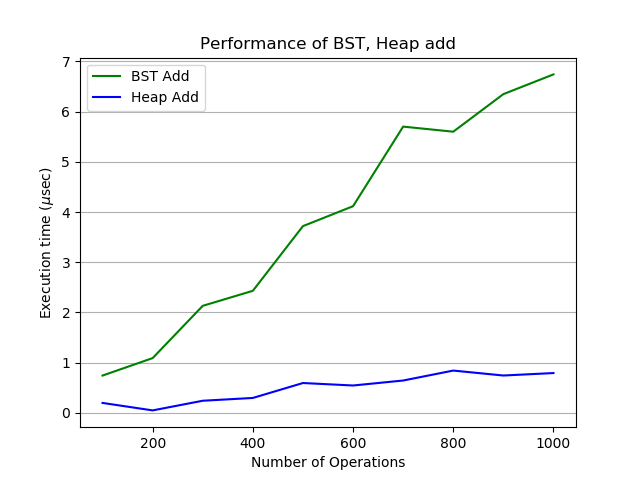 Performance of BST, Heap add
BST Add
Heap Add
Execution time (μsec)
7
6
5
4
3
2
1
0
200 400 600 800 1000
Number of Operations